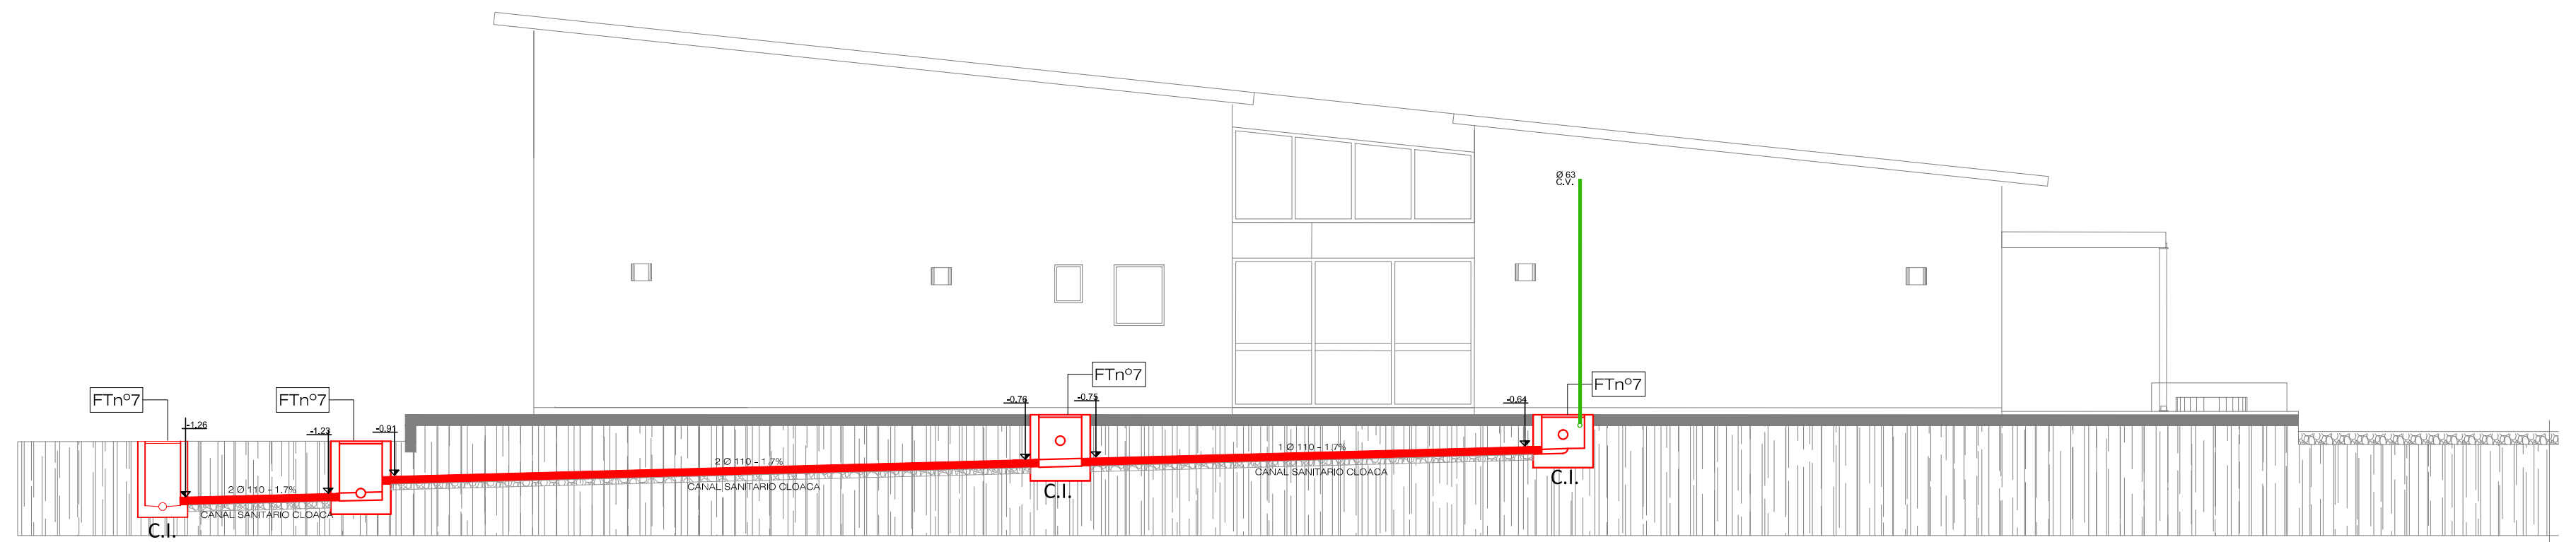 Ø 63
C.V.
FTnº7
FTnº7
FTnº7
FTnº7
-1.26
-1.23
-0.91
-0.76
-0.75
-0.64
2 Ø 110 - 1.7%
CANAL SANITARIO CLOACA
2 Ø 110 - 1.7%
CANAL SANITARIO CLOACA
1 Ø 110 - 1.7%
CANAL SANITARIO CLOACA
C.I.
C.I.
C.I.